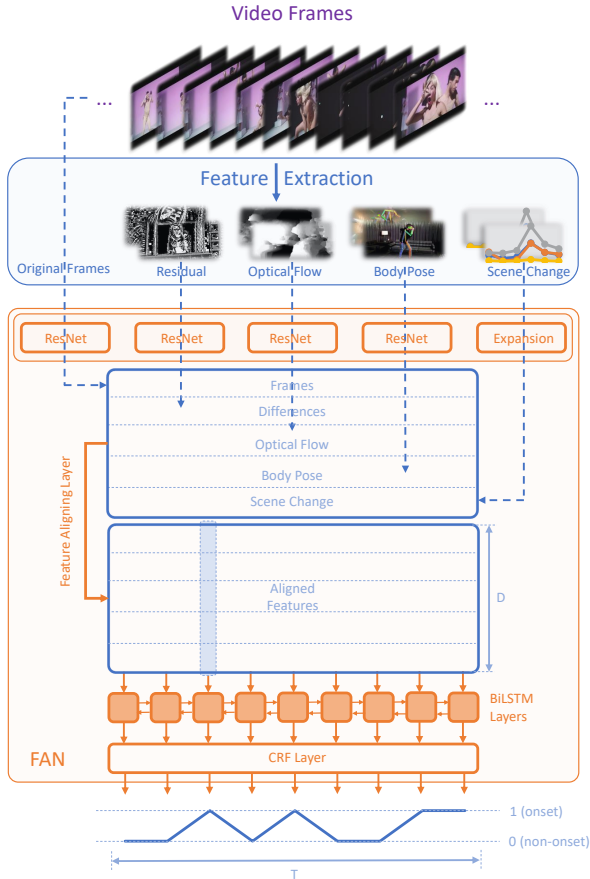 Video Frames
... ...
Feature Extraction
Original Frames Residual Optical Flow Body Pose Scene Change
ResNet ResNet ResNet ResNet Expansion
Frames
Differences
Optical Flow
Body Pose
Scene Change
Feature Aligning Layer
Aligned
Features
D
BiLSTM
Layers
CRF Layer
FAN
1 (onset)
0 (non-onset)
T